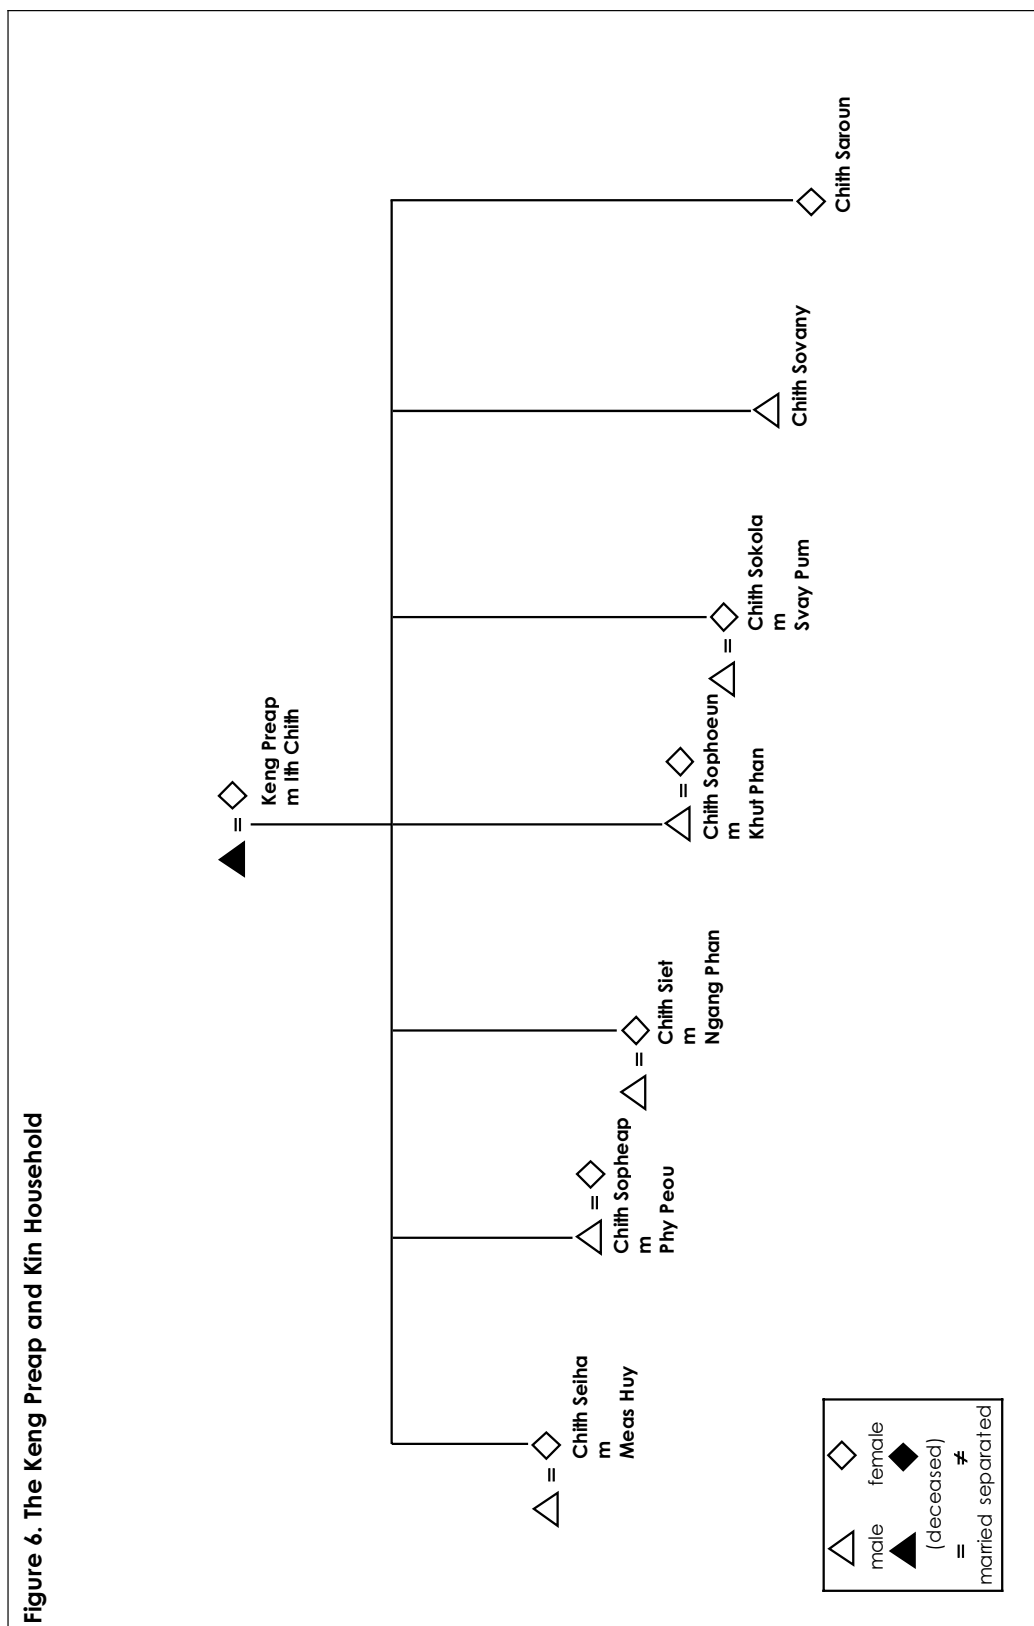 Figure 6. The Keng Preap and Kin Household
Keng Preap
m Ith Chith
Chith Seiha
m
Meas Huy
Chith Sopheap
m
Phy Peou
Chith Siet
m
Ngang Phan
Chith Sophoeun
m
Khut Phan
Chith Sokola
m
Svay Pum
Chith Sovany
Chith Saroun
male female
(deceased)
= ≠
married separated